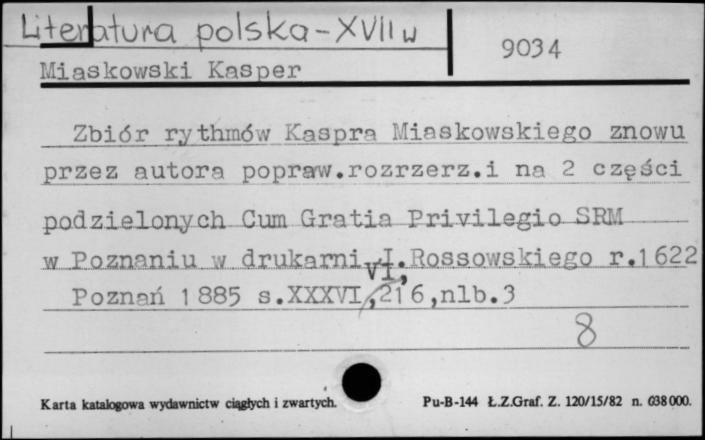 Literatura polska-XVII w
9034
Miaskowski Kasper
Zbiór rythmów Kaspra Miaskowskiego znowu
przez autora popraw.rozrzerz.i na 2 części
podzielonych Cum Gratia Privilegio SRM
w Poznaniu w drukarni I.Rossowskiego r.1622
VI,
Poznań 1885 s.XXXVI,216,nlb.3
8
Karta katalogowa wydawnictw ciągłych i zwartych.
Pu-B-144 Ł.Z.Graf. Z. 120/15/82 n. 638000.